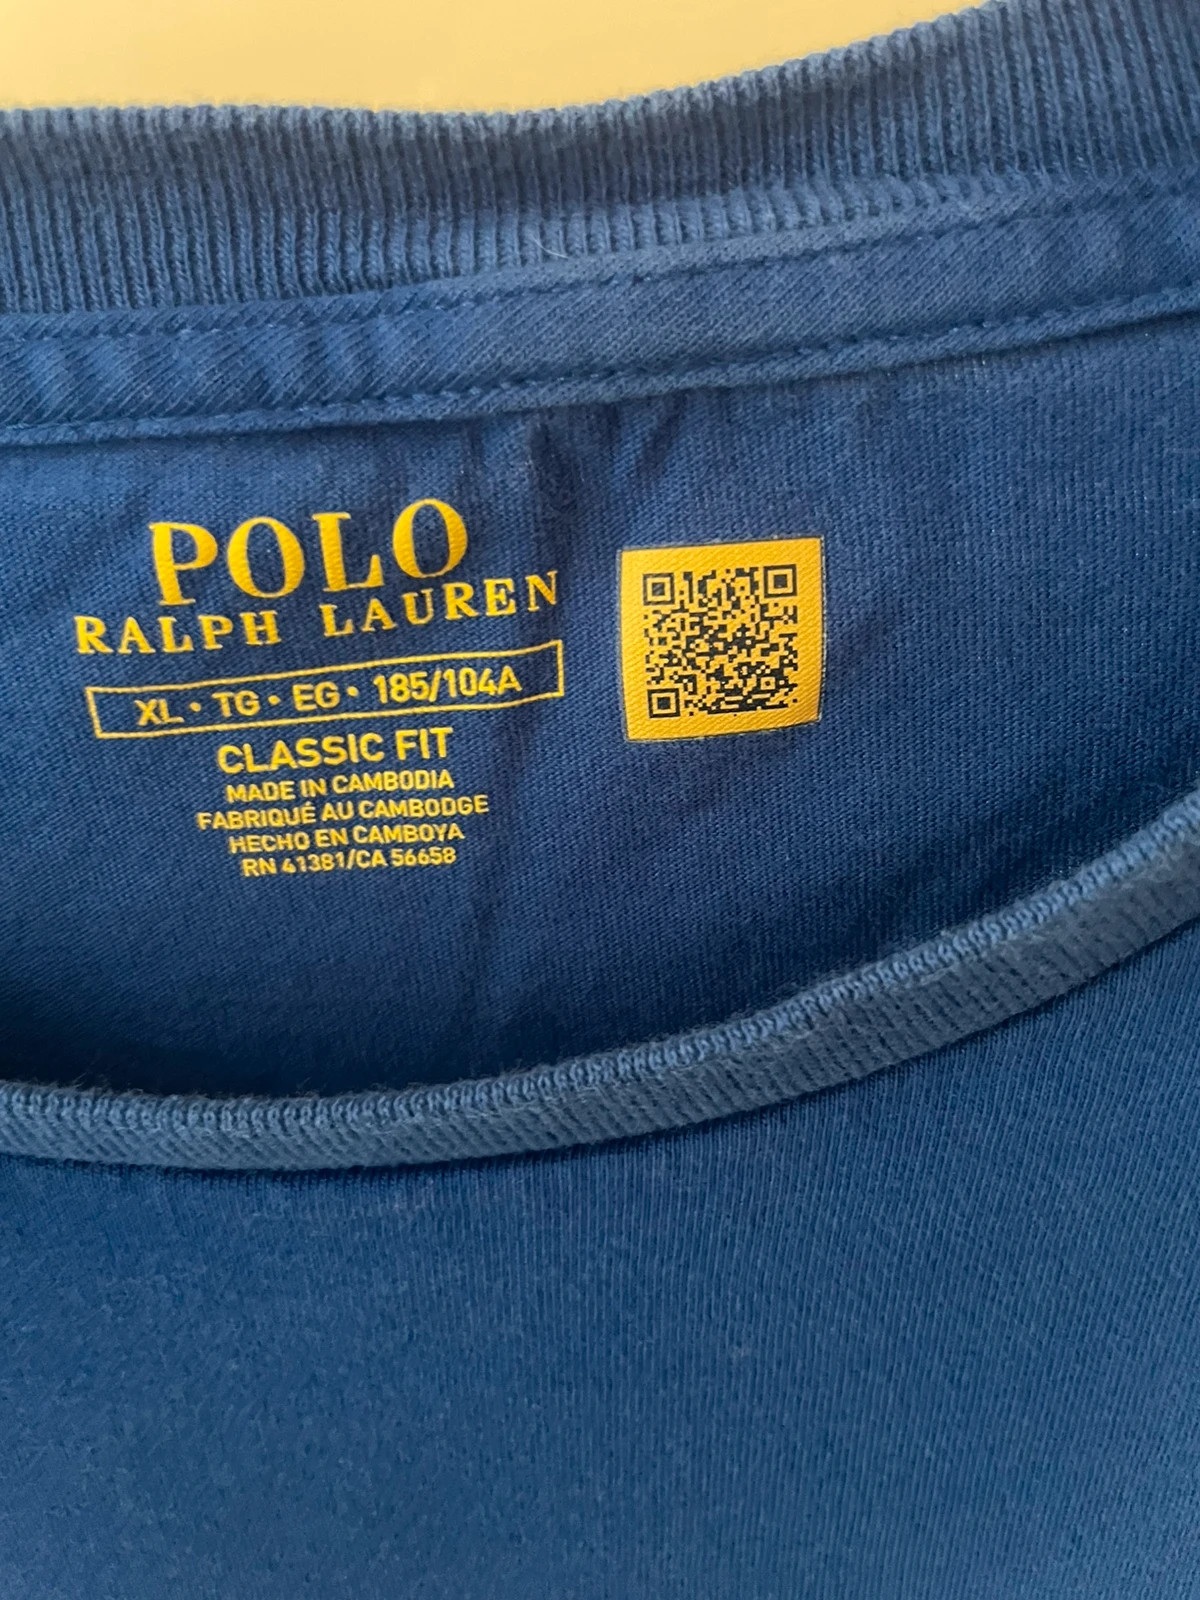 POLO
RALPH LAUREN
XL • TG • EG • 185/104A
CLASSIC FIT
MADE IN CAMBODIA
FABRIQUÉ AU CAMBODGE
HECHO EN CAMBOYA
RN 41381/CA 56658